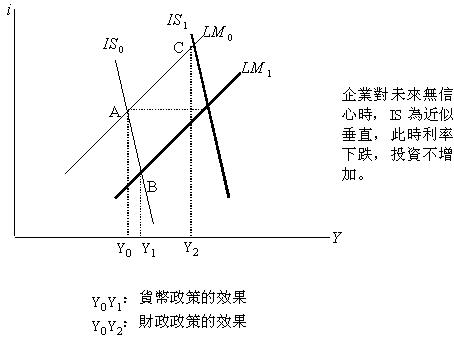 i
IS₁
LM₀
IS₀
C
LM₁
A
B
Y₀
Y₁
Y₂
Y
企業對未來無信
心時，IS 為近似
垂直，此時利率
下跌，投資不增
加。
Y₀Y₁：貨幣政策的效果
Y₀Y₂：財政政策的效果